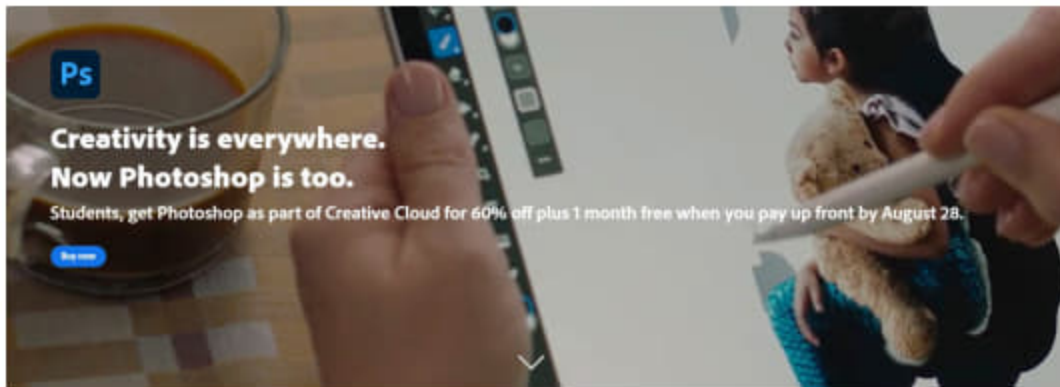 Ps
Creativity is everywhere.
Now Photoshop is too.
Students, get Photoshop as part of Creative Cloud for 60% off plus 1 month free when you pay up front by August 28.
Buy now